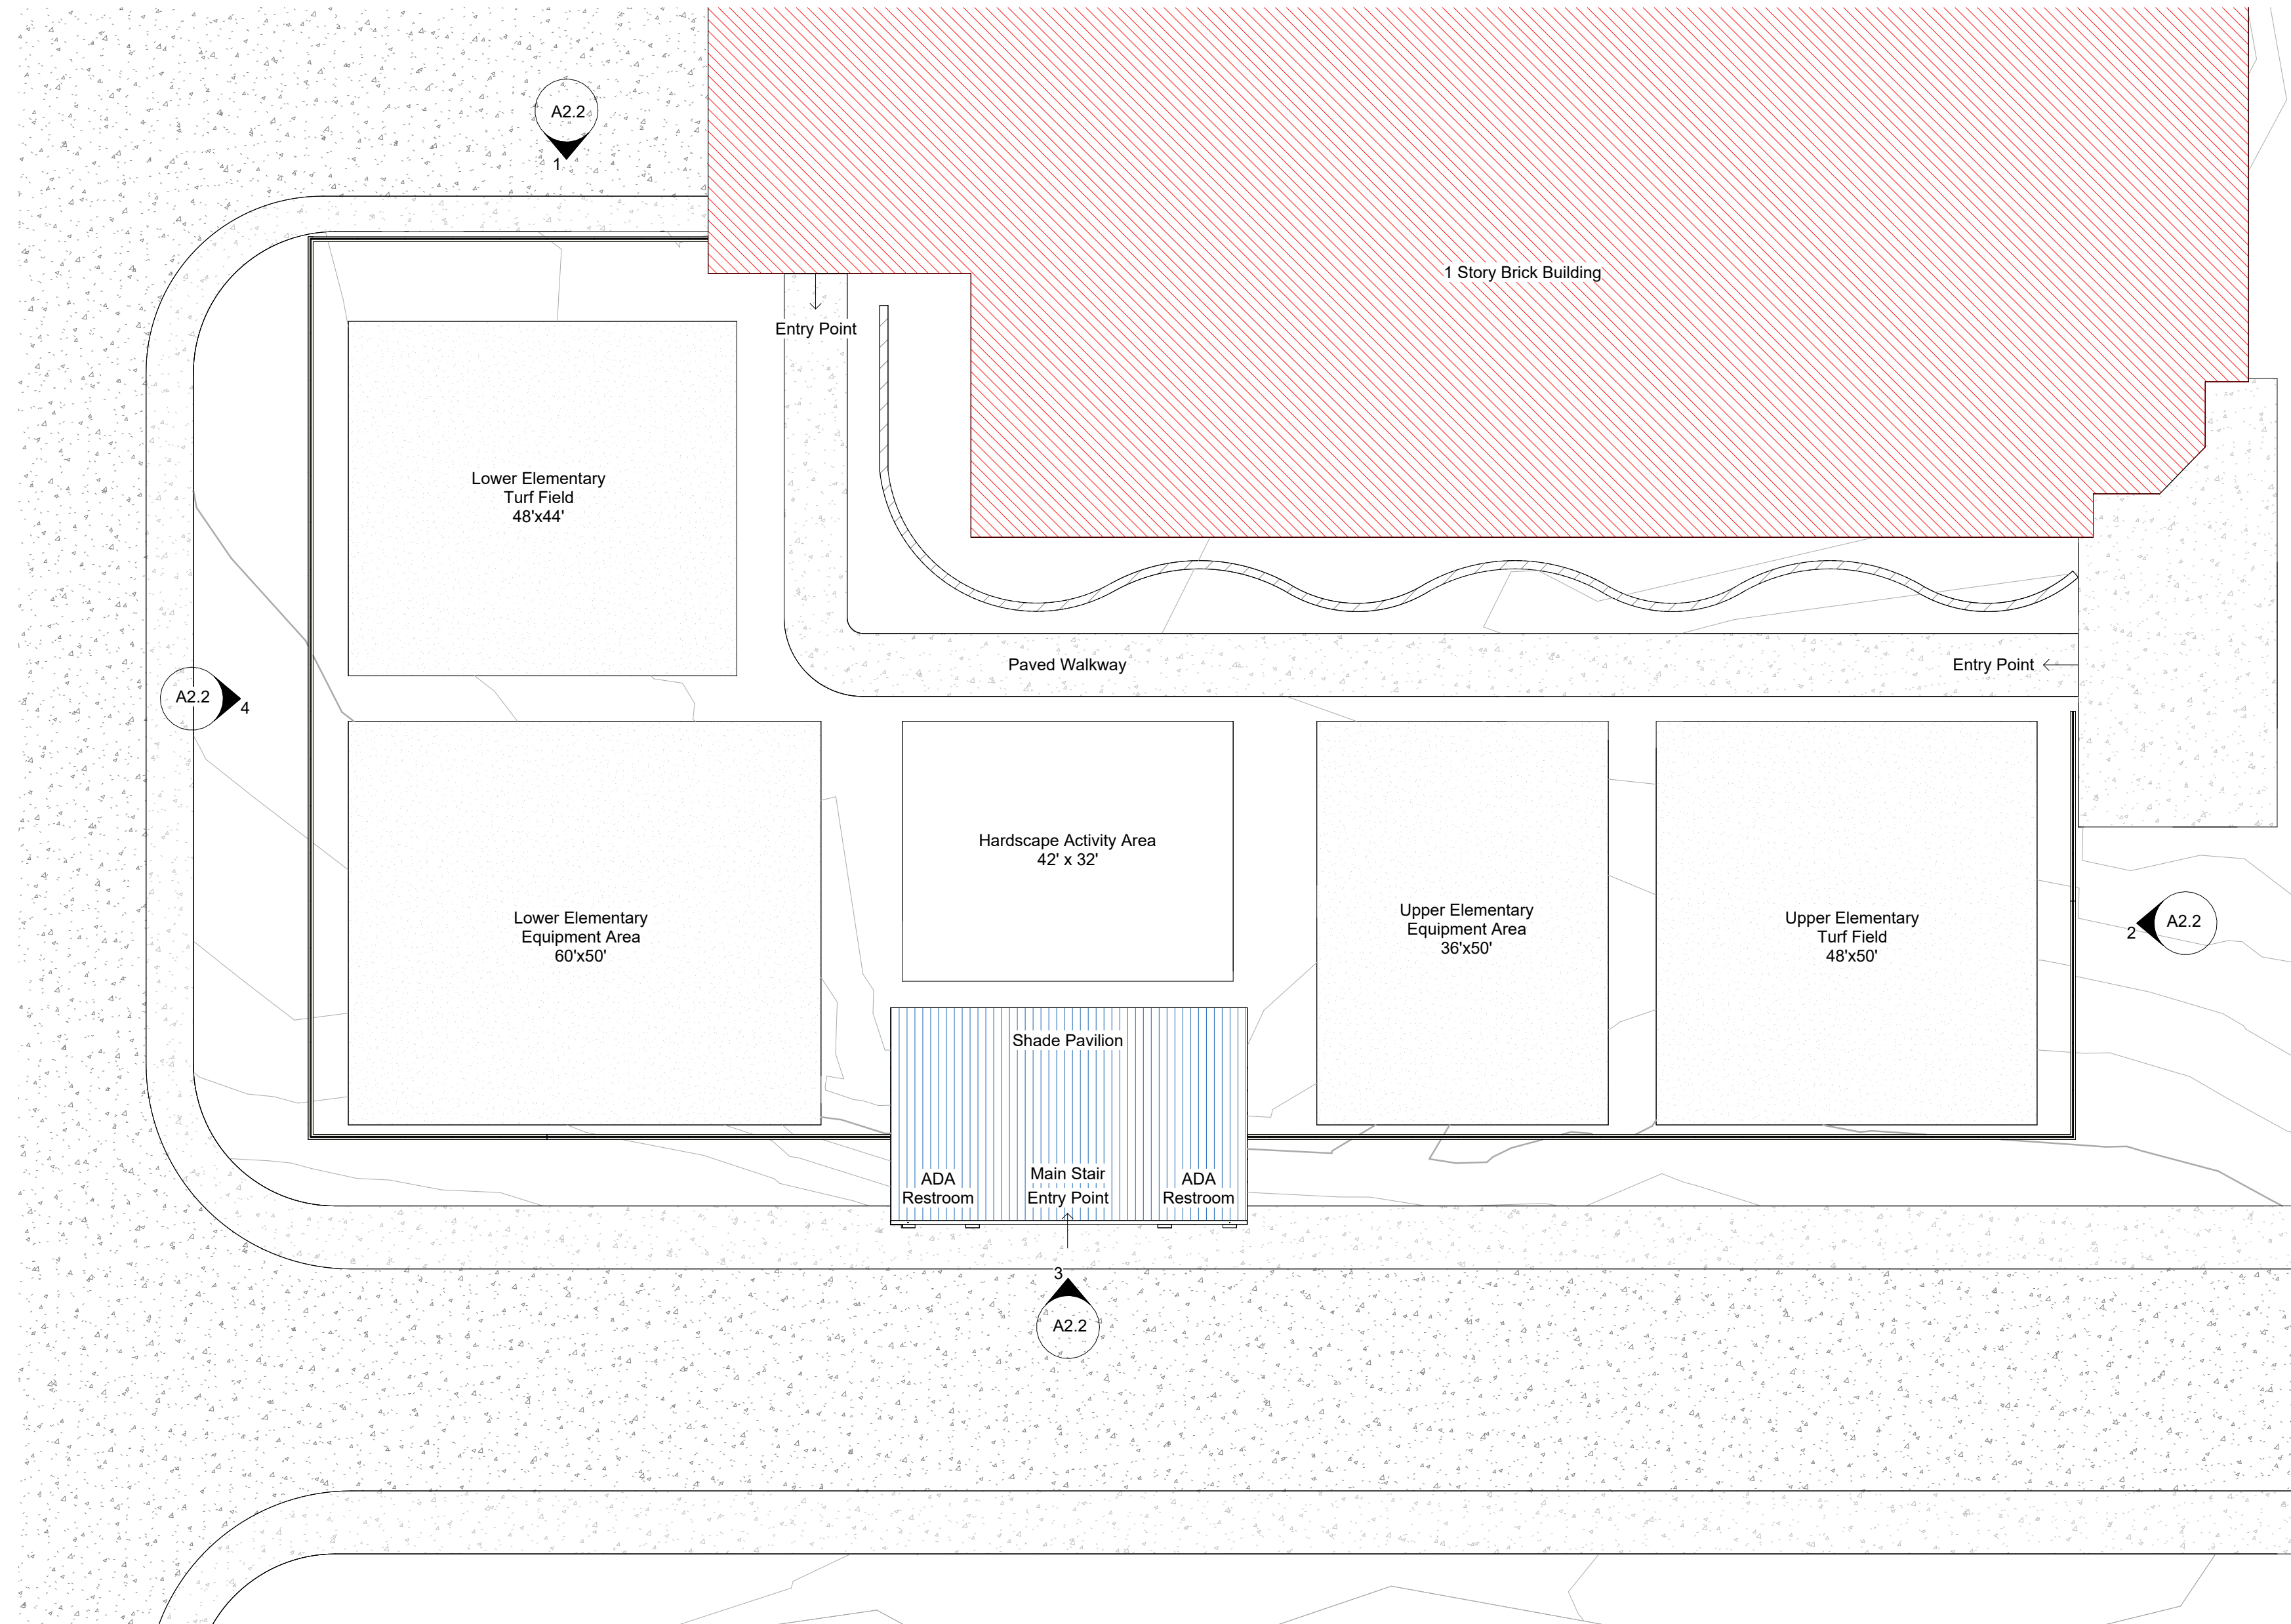 A2.2
1
1 Story Brick Building
Entry Point
Lower Elementary
Turf Field
48'x44'
Paved Walkway
Entry Point
A2.2
4
Hardscape Activity Area
42' x 32'
Lower Elementary
Equipment Area
60'x50'
Upper Elementary
Equipment Area
36'x50'
Upper Elementary
Turf Field
48'x50'
2
A2.2
Shade Pavilion
ADA
Restroom
Main Stair
Entry Point
ADA
Restroom
3
A2.2